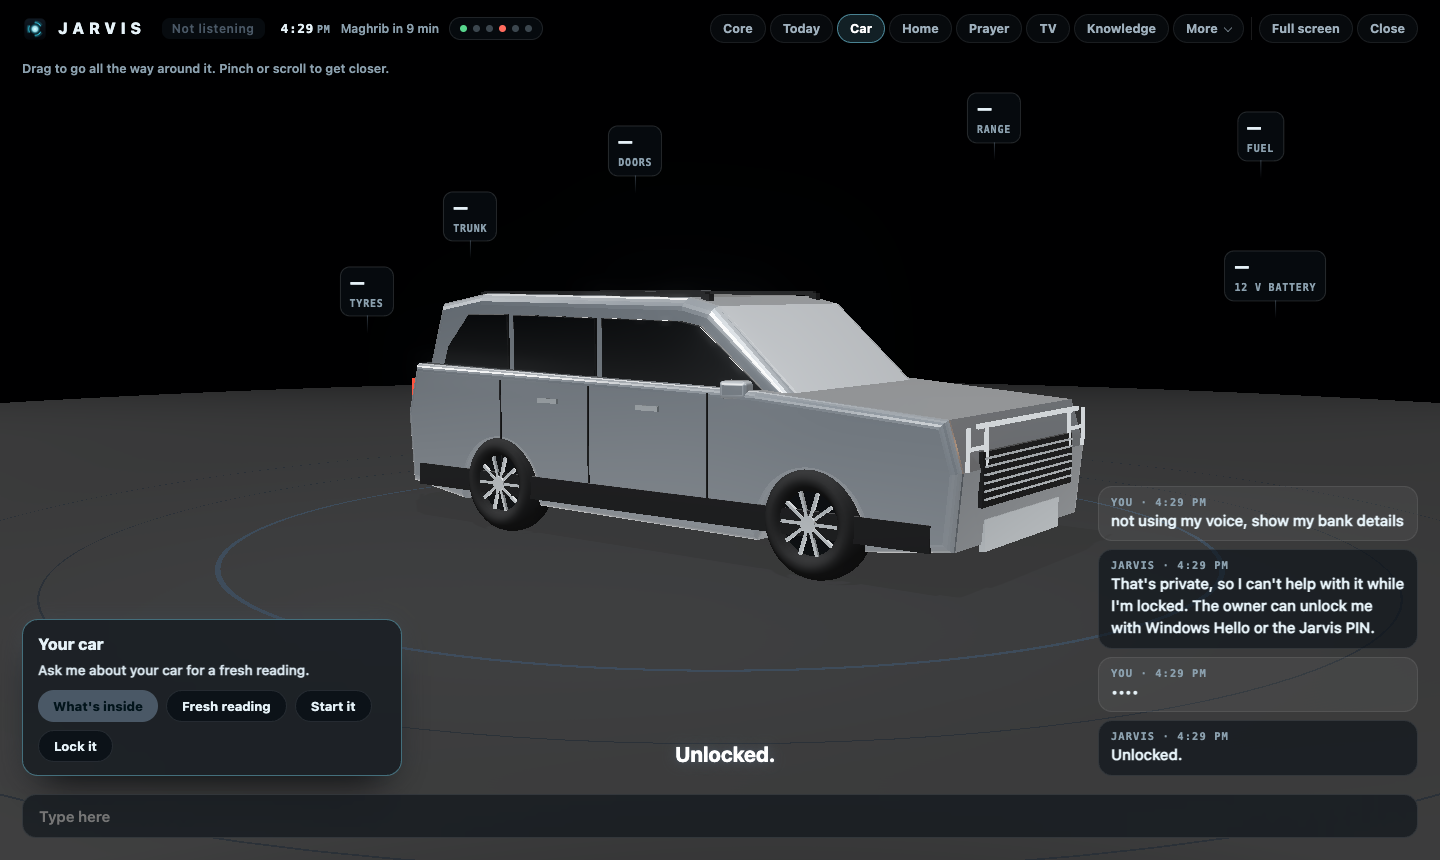 JARVIS
Not listening
4:29 PM
Maghrib in 9 min
Core
Today
Car
Home
Prayer
TV
Knowledge
More
Full screen
Close
Drag to go all the way around it. Pinch or scroll to get closer.
—
RANGE
—
FUEL
—
DOORS
—
TRUNK
—
12 V BATTERY
—
TYRES
YOU · 4:29 PM
not using my voice, show my bank details
JARVIS · 4:29 PM
That's private, so I can't help with it while
I'm locked. The owner can unlock me
with Windows Hello or the Jarvis PIN.
YOU · 4:29 PM
••••
JARVIS · 4:29 PM
Unlocked.
Your car
Ask me about your car for a fresh reading.
What's inside
Fresh reading
Start it
Lock it
Unlocked.
Type here